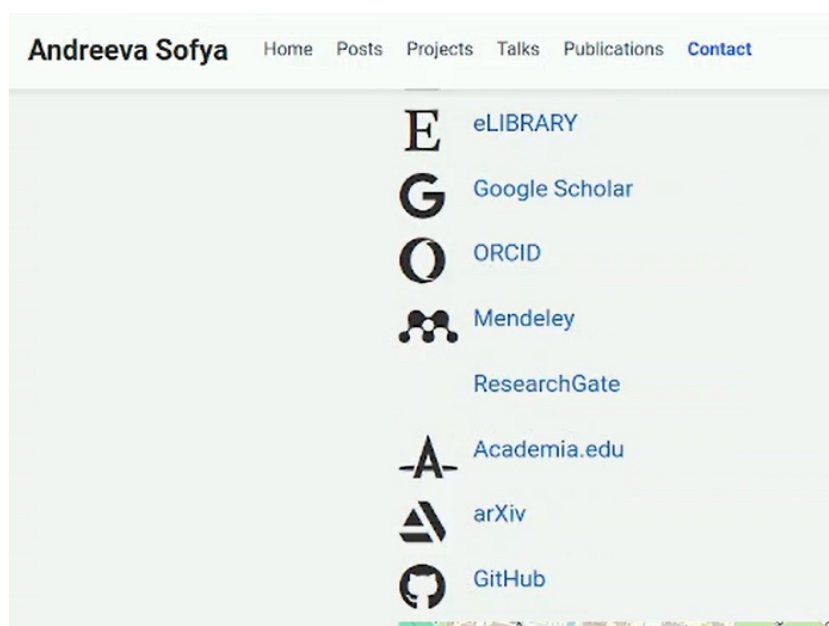 Andreeva Sofya Home Posts Projects Talks Publications Contact
eLIBRARY
Google Scholar
ORCID
Mendeley
ResearchGate
Academia.edu
arXiv
GitHub